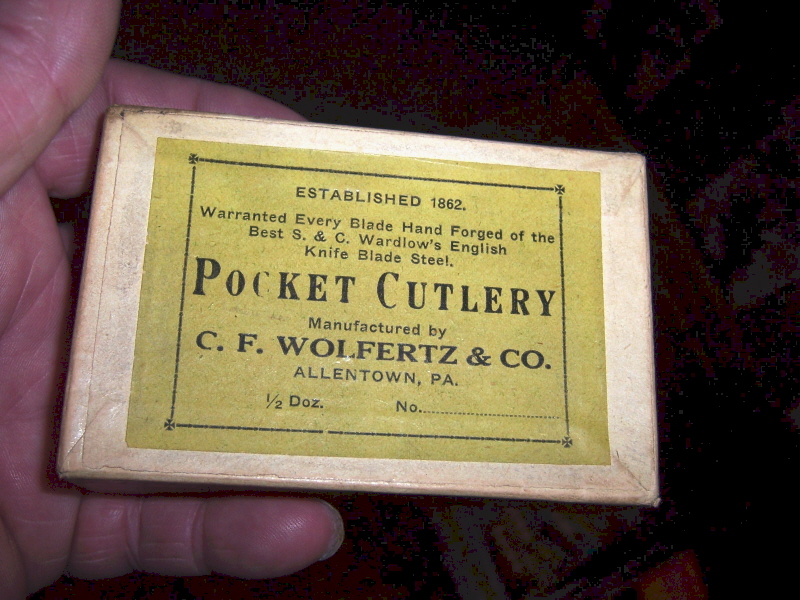 ESTABLISHED 1862.
Warranted Every Blade Hand Forged of the
Best S. & C. Wardlow's English
Knife Blade Steel.
POCKET CUTLERY
Manufactured by
C. F. WOLFERTZ & CO.
ALLENTOWN, PA.
½ Doz. No.